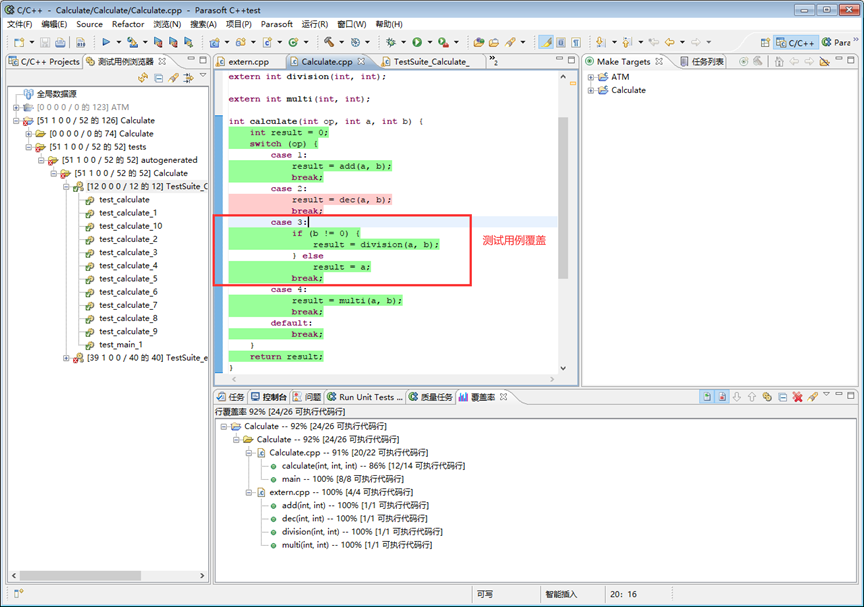 C/C++ - Calculate/Calculate/Calculate.cpp - Parasoft C++test
文件(F) 编辑(E) Source Refactor 浏览(N) 搜索(A) 项目(P) Parasoft 运行(R) 窗口(W) 帮助(H)
C/C++ Para
C/C++ Projects 测试用例浏览器
全局数据源
[0 0 0 0 / 0 的 123] ATM
[51 1 0 0 / 52 的 126] Calculate
[0 0 0 0 / 0 的 74] Calculate
[51 1 0 0 / 52 的 52] tests
[51 1 0 0 / 52 的 52] autogenerated
[51 1 0 0 / 52 的 52] Calculate
[12 0 0 0 / 12 的 12] TestSuite_C
test_calculate
test_calculate_1
test_calculate_10
test_calculate_2
test_calculate_3
test_calculate_4
test_calculate_5
test_calculate_6
test_calculate_7
test_calculate_8
test_calculate_9
test_main_1
[39 1 0 0 / 40 的 40] TestSuite_e
extern.cpp Calculate.cpp TestSuite_Calculate_ »2
extern int division(int, int);
extern int multi(int, int);
int calculate(int op, int a, int b) {
int result = 0;
switch (op) {
case 1:
result = add(a, b);
break;
case 2:
result = dec(a, b);
break;
case 3:
if (b != 0) {
result = division(a, b);
} else
result = a;
break;
case 4:
result = multi(a, b);
break;
default:
break;
}
return result;
}
测试用例覆盖
Make Targets 任务列表
ATM
Calculate
任务 控制台 问题 Run Unit Tests ... 质量任务 覆盖率
行覆盖率 92% [24/26 可执行代码行]
Calculate -- 92% [24/26 可执行代码行]
Calculate -- 92% [24/26 可执行代码行]
Calculate.cpp -- 91% [20/22 可执行代码行]
calculate(int, int, int) -- 86% [12/14 可执行代码行]
main -- 100% [8/8 可执行代码行]
extern.cpp -- 100% [4/4 可执行代码行]
add(int, int) -- 100% [1/1 可执行代码行]
dec(int, int) -- 100% [1/1 可执行代码行]
division(int, int) -- 100% [1/1 可执行代码行]
multi(int, int) -- 100% [1/1 可执行代码行]
可写 智能插入 20: 16